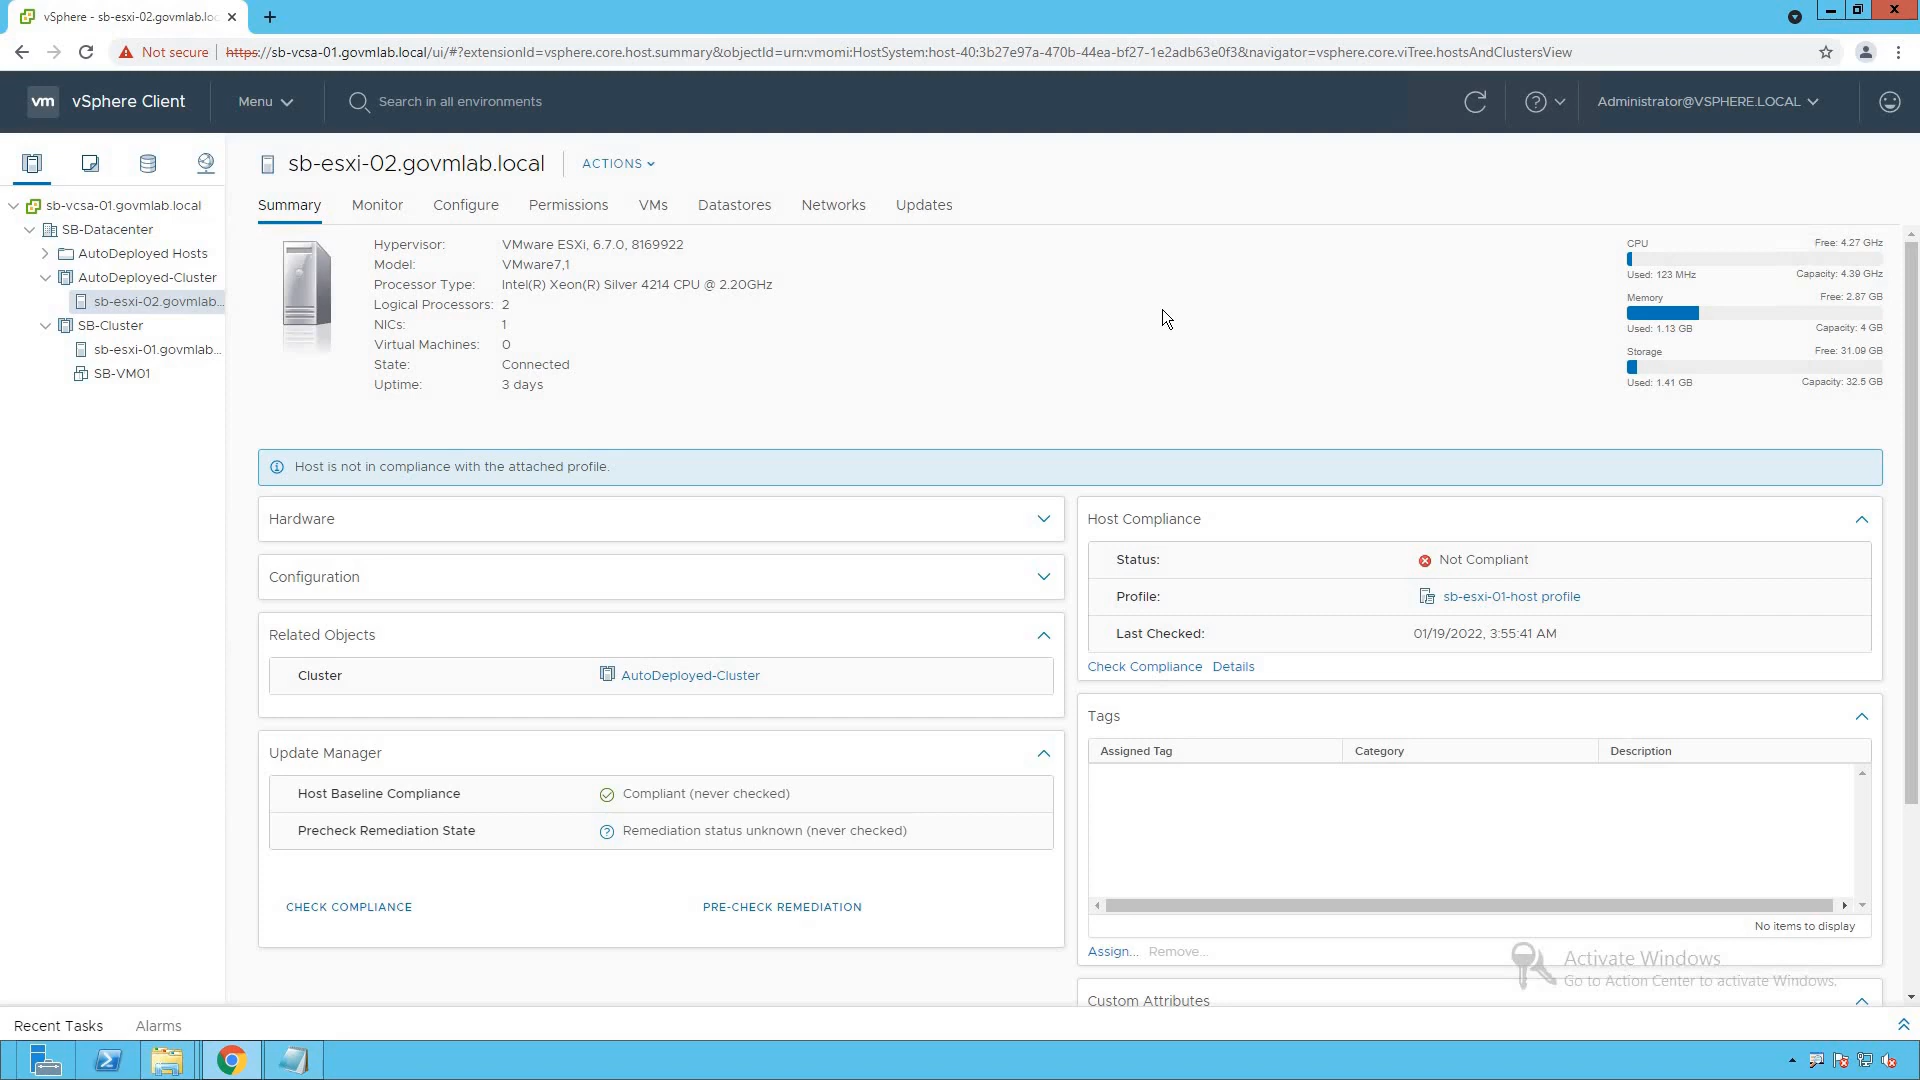 vSphere - sb-esxi-02.govmlab.loc
Not secure
https://sb-vcsa-01.govmlab.local/ui/#?extensionId=vsphere.core.host.summary&objectId=urn:vmomi:HostSystem:host-40:3b27e97a-470b-44ea-bf27-1e2adb63e0f3&navigator=vsphere.core.viTree.hostsAndClustersView
vm
vSphere Client
Menu
Search in all environments
Administrator@VSPHERE.LOCAL
sb-vcsa-01.govmlab.local
SB-Datacenter
AutoDeployed Hosts
AutoDeployed-Cluster
sb-esxi-02.govmlab...
SB-Cluster
sb-esxi-01.govmlab...
SB-VM01
sb-esxi-02.govmlab.local
ACTIONS
Summary
Monitor
Configure
Permissions
VMs
Datastores
Networks
Updates
Hypervisor: VMware ESXi, 6.7.0, 8169922
Model: VMware7,1
Processor Type: Intel(R) Xeon(R) Silver 4214 CPU @ 2.20GHz
Logical Processors: 2
NICs: 1
Virtual Machines: 0
State: Connected
Uptime: 3 days
CPU Free: 4.27 GHz
Used: 123 MHz Capacity: 4.39 GHz
Memory Free: 2.87 GB
Used: 1.13 GB Capacity: 4 GB
Storage Free: 31.09 GB
Used: 1.41 GB Capacity: 32.5 GB
Host is not in compliance with the attached profile.
Hardware
Configuration
Related Objects
Cluster AutoDeployed-Cluster
Update Manager
Host Baseline Compliance Compliant (never checked)
Precheck Remediation State Remediation status unknown (never checked)
CHECK COMPLIANCE PRE-CHECK REMEDIATION
Host Compliance
Status: Not Compliant
Profile: sb-esxi-01-host profile
Last Checked: 01/19/2022, 3:55:41 AM
Check Compliance Details
Tags
Assigned Tag Category Description
No items to display
Assign... Remove...
Custom Attributes
Activate Windows
Go to Action Center to activate Windows.
Recent Tasks Alarms